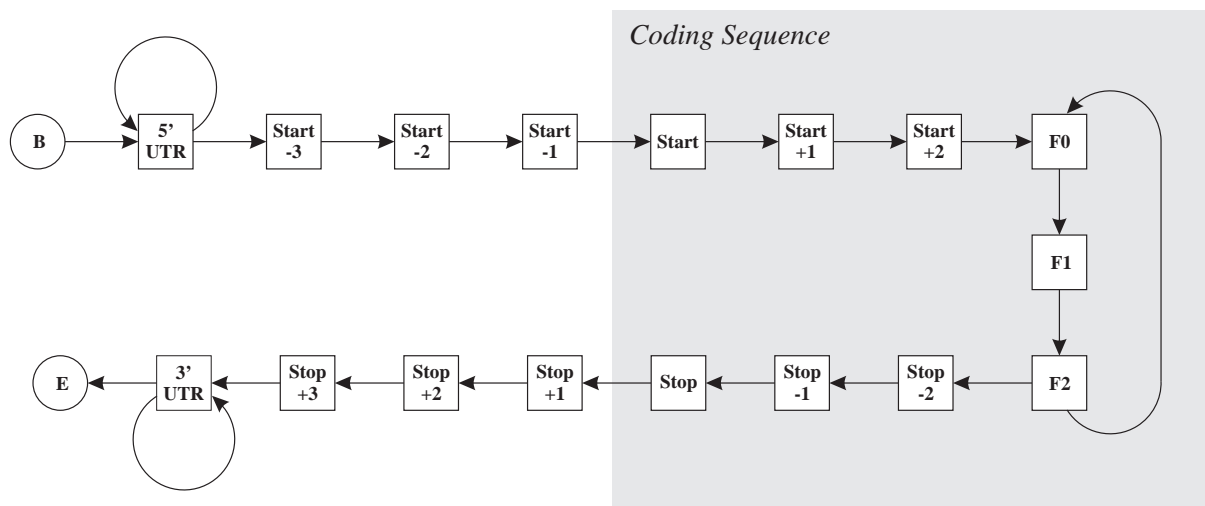 Coding Sequence
B
5’
UTR
Start
-3
Start
-2
Start
-1
Start
Start
+1
Start
+2
F0
F1
E
3’
UTR
Stop
+3
Stop
+2
Stop
+1
Stop
Stop
-1
Stop
-2
F2